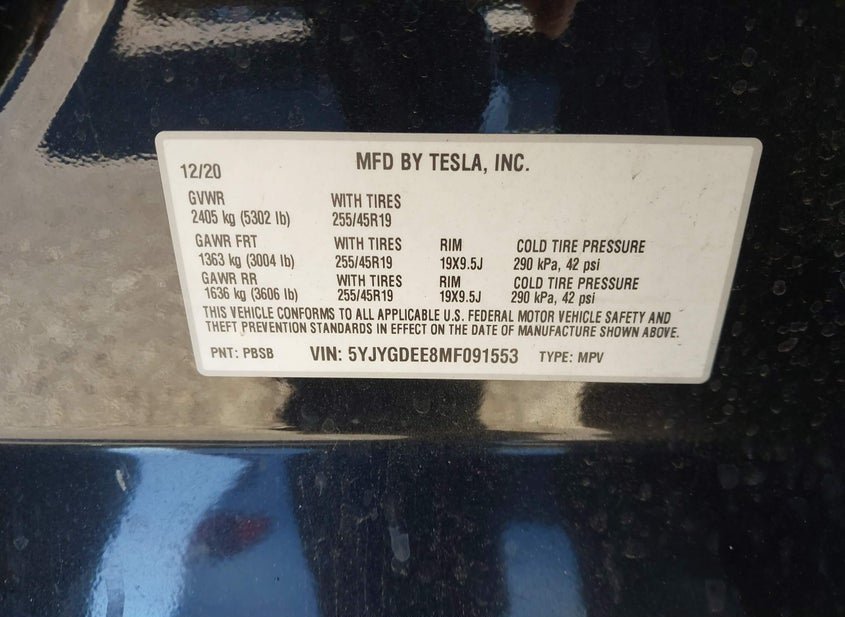 MFD BY TESLA, INC.
12/20
GVWR WITH TIRES
2405 kg (5302 lb) 255/45R19
GAWR FRT WITH TIRES RIM COLD TIRE PRESSURE
1363 kg (3004 lb) 255/45R19 19X9.5J 290 kPa, 42 psi
GAWR RR WITH TIRES RIM COLD TIRE PRESSURE
1636 kg (3606 lb) 255/45R19 19X9.5J 290 kPa, 42 psi
THIS VEHICLE CONFORMS TO ALL APPLICABLE U.S. FEDERAL MOTOR VEHICLE SAFETY AND
THEFT PREVENTION STANDARDS IN EFFECT ON THE DATE OF MANUFACTURE SHOWN ABOVE.
PNT: PBSB VIN: 5YJYGDEE8MF091553 TYPE: MPV